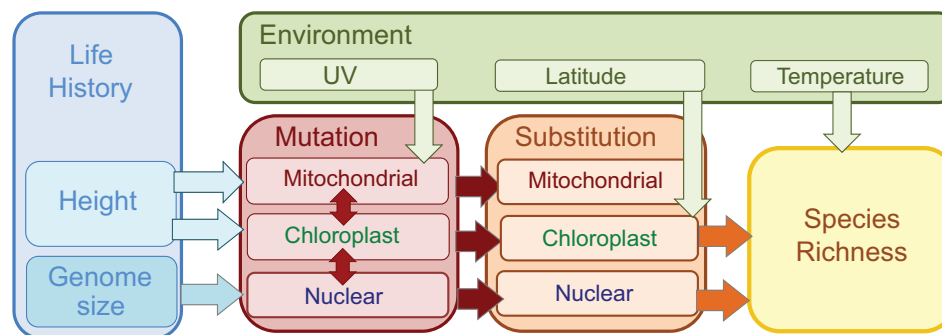 Life
History
Height
Genome
size
Environment
UV
Latitude
Temperature
Mutation
Mitochondrial
Chloroplast
Nuclear
Substitution
Mitochondrial
Chloroplast
Nuclear
Species
Richness